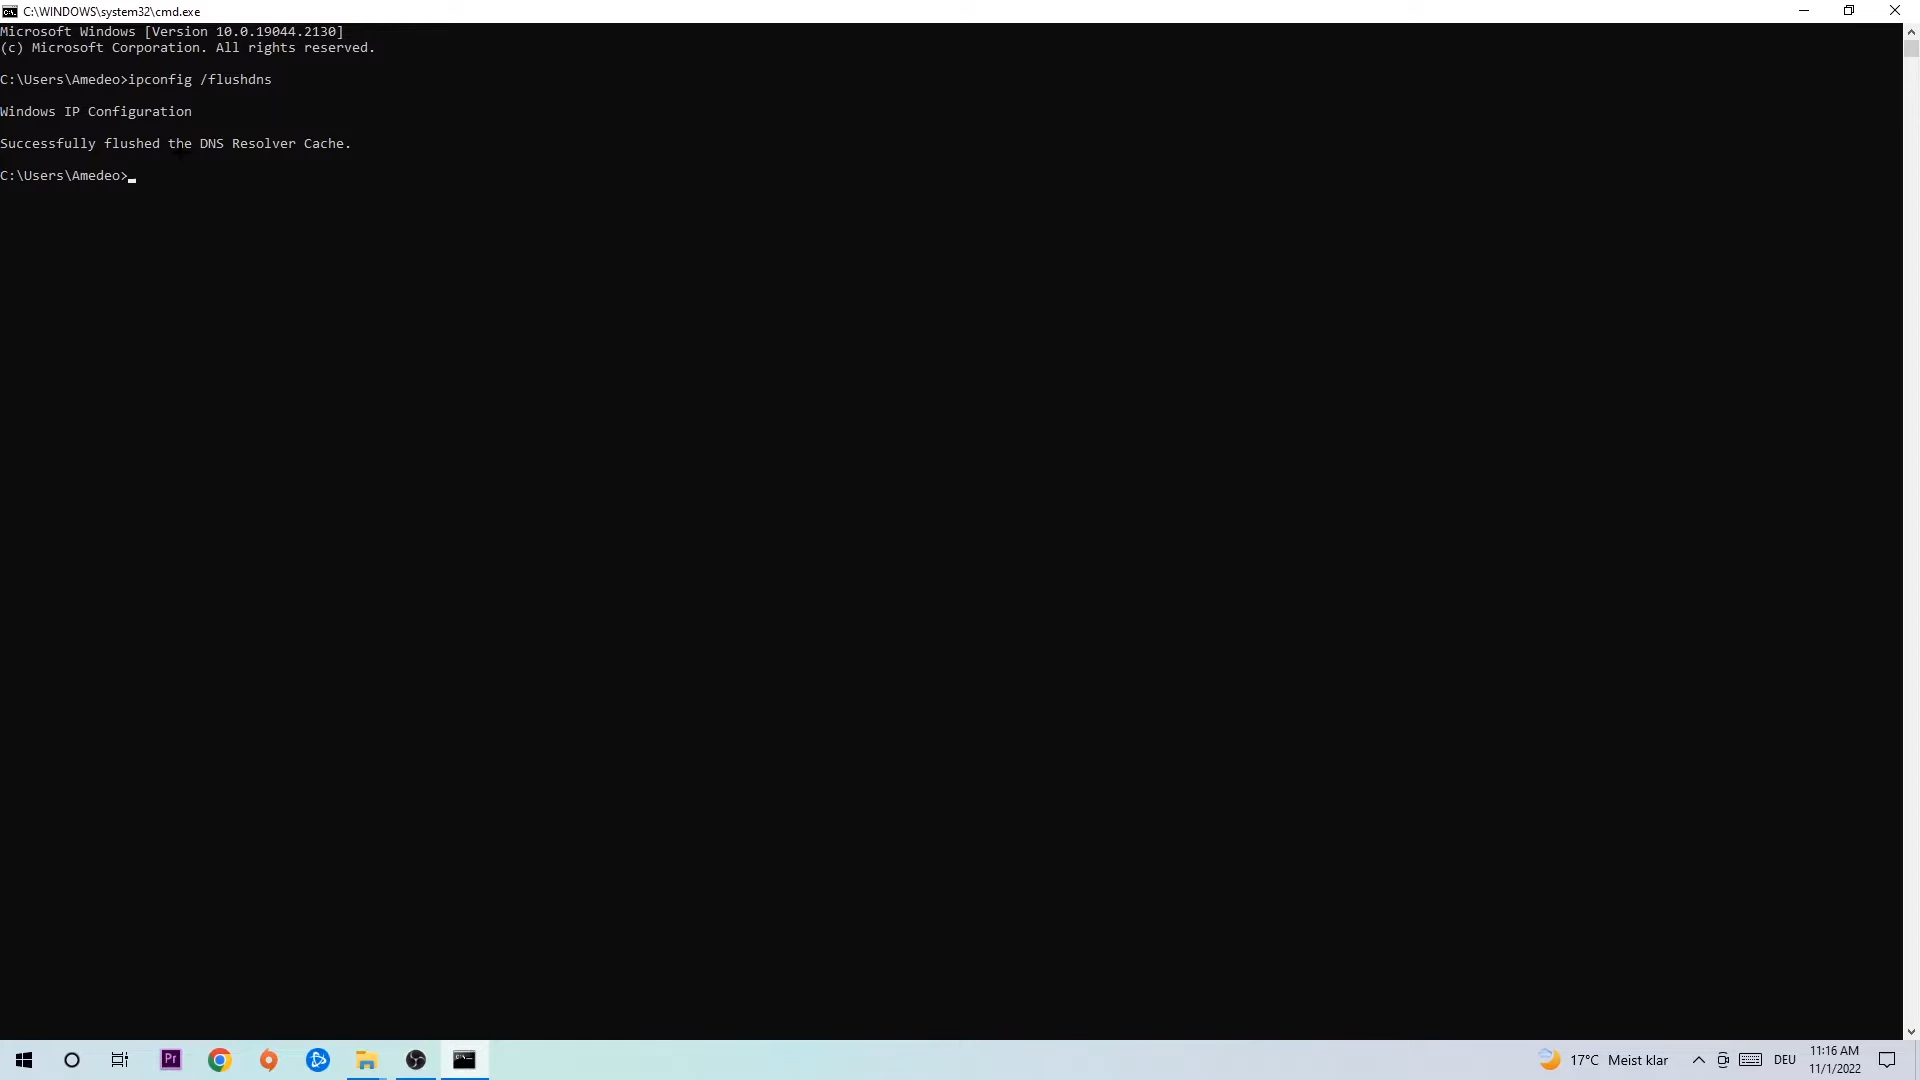 C:\WINDOWS\system32\cmd.exe
Microsoft Windows [Version 10.0.19044.2130]
(c) Microsoft Corporation. All rights reserved.
C:\Users\Amedeo>ipconfig /flushdns
Windows IP Configuration
Successfully flushed the DNS Resolver Cache.
C:\Users\Amedeo>
Pr
17°C Meist klar
DEU
11:16 AM
11/1/2022